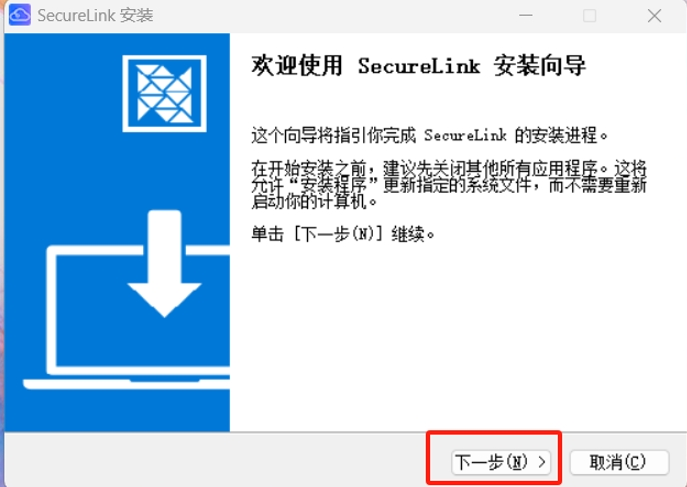 SecureLink 安装
欢迎使用 SecureLink 安装向导
这个向导将指引你完成 SecureLink 的安装进程。
在开始安装之前，建议先关闭其他所有应用程序。这将
允许“安装程序”更新指定的系统文件，而不需要重新
启动你的计算机。
单击 [下一步(N)] 继续。
下一步(N) >
取消(C)